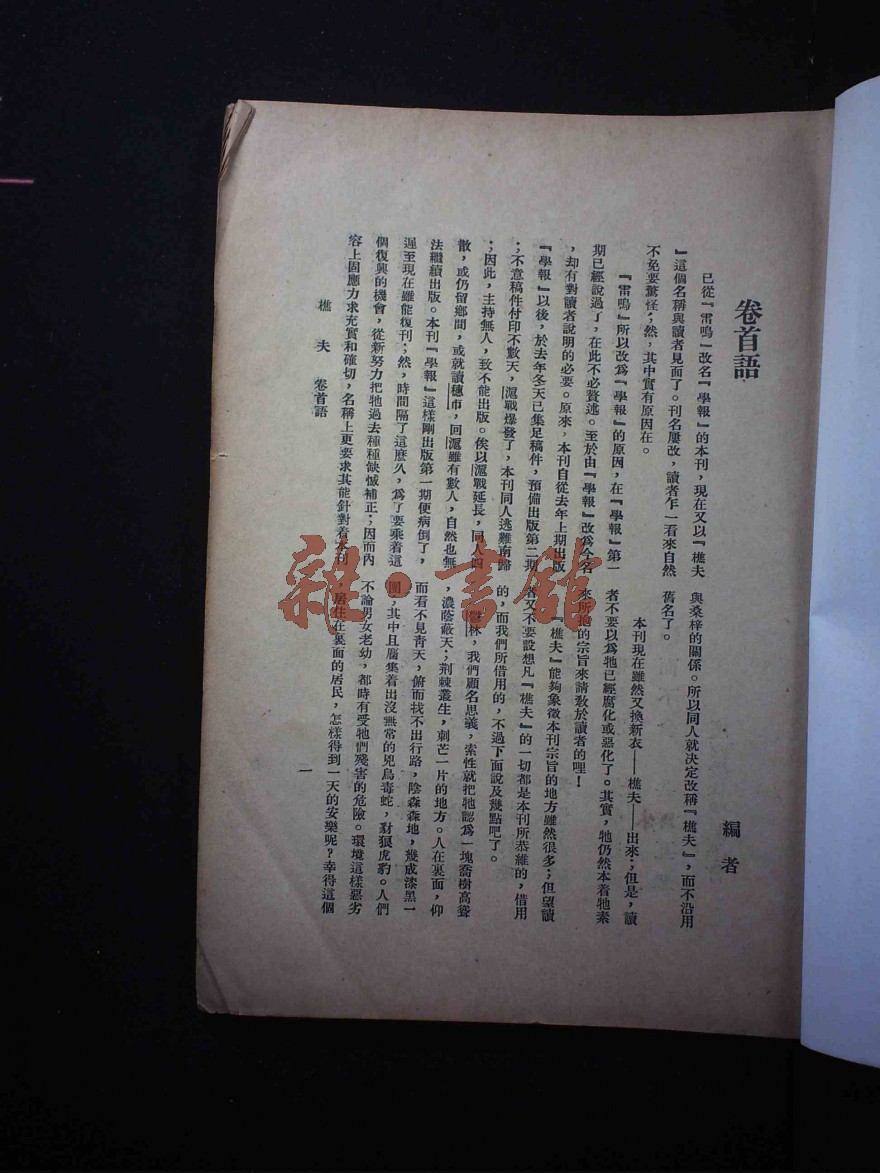 卷首語
編者
已從『雷鳴』改名『學報』的本刊，現在又以『樵夫
』這個名稱與讀者見面了。刊名屢改，讀者乍一看來自然
不免要驚怪；然，其中實有原因在。
『雷鳴』所以改爲『學報』的原因，在『學報』第一
期已經說過了，在此不必贅述。至於由『學報』改爲今名
，却有對讀者說明的必要。原來，本刊自從去年上期出版
『學報』以後，於去年冬天已集足稿件，預備出版第二期
；不意稿件付印不數天，滬戰爆發了，本刊同人逃難南歸
；因此，主持無人，致不能出版。俟以滬戰延長，同人四
散，或仍留鄉間，或就讀穗市，回滬雖有數人，自然也無
法繼續出版。本刊『學報』這樣剛出版第一期便病倒了，
遲至現在雖能復刊；然，時間隔了這麽久，爲了要乘着這
個復興的機會，從新努力把牠過去種種缺憾補正；因而內
容上固應力求充實和確切，名稱上更要求其能針對着本刊
與桑梓的關係。所以同人就決定改稱『樵夫』，而不沿用
舊名了。
本刊現在雖然又換新衣——樵夫——出來；但是，讀
者不要以爲牠已經腐化或惡化了。其實，牠仍然本着牠素
來所抱的宗旨來請敎於讀者的哩！
『樵夫』能夠象徵本刊宗旨的地方雖然很多；但望讀
者又不要設想凡『樵夫』的一切都是本刊所恭維的，借用
的，而我們所借用的，不過下面說及幾點吧了。
林，我們顧名思義，索性就把牠認爲一塊喬樹高聳
，濃蔭蔽天；荆棘叢生，刺芒一片的地方。人在裏面，仰
而看不見靑天，俯而找不出行路，陰森森地，幾成漆黑一
團；其中且麕集着出沒無常的兇鳥毒蛇，豺狼虎豹。人們
不論男女老幼，都時有受牠們殘害的危險。環境這樣惡劣
，居住在裏面的居民，怎樣得到一天的安樂呢？幸得這個
樵夫 卷首語
一
雜·書館